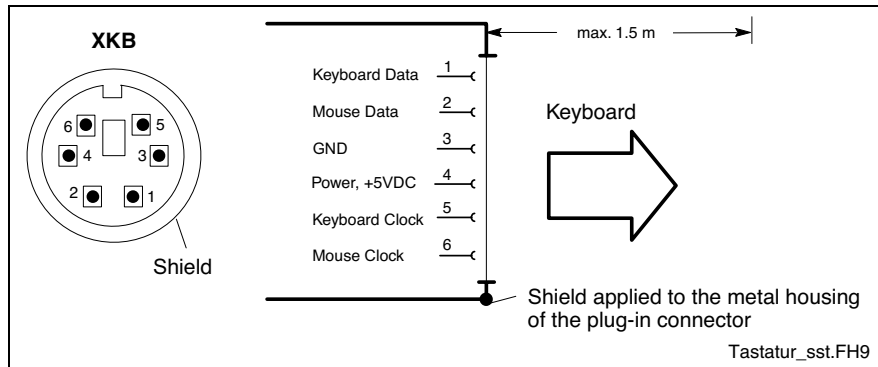 XKB
6
5
4
3
2
1
Shield
max. 1.5 m
Keyboard Data 1
Mouse Data 2
GND 3
Power, +5VDC 4
Keyboard Clock 5
Mouse Clock 6
Keyboard
Shield applied to the metal housing
of the plug-in connector
Tastatur_sst.FH9